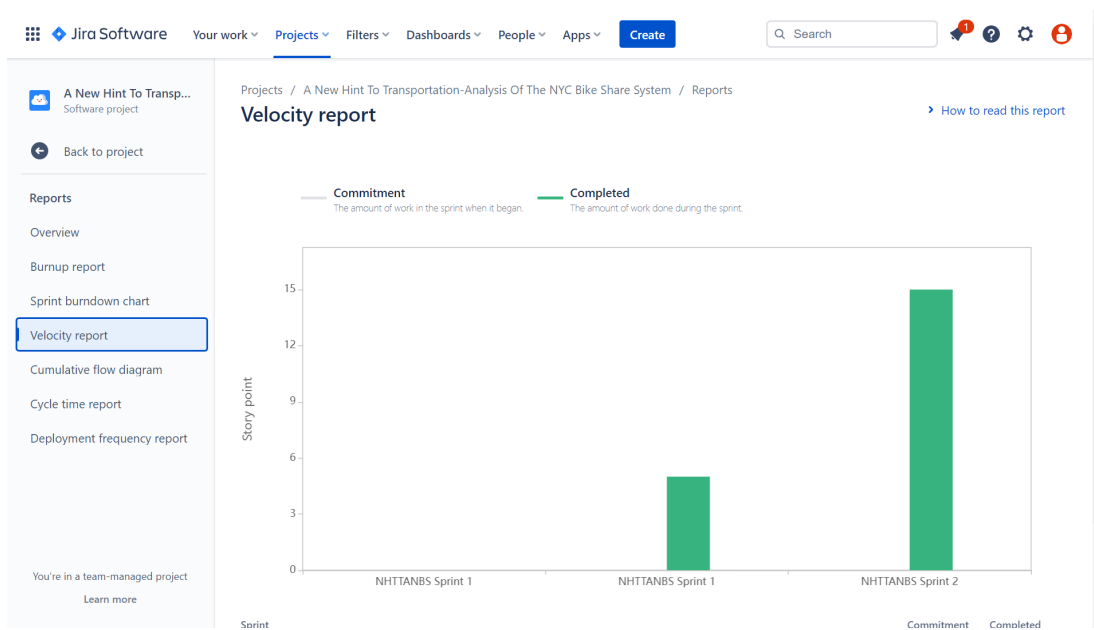 Jira Software
Your work
Projects
Filters
Dashboards
People
Apps
Create
Search
1
A New Hint To Transp...
Software project
Back to project
Reports
Overview
Burnup report
Sprint burndown chart
Velocity report
Cumulative flow diagram
Cycle time report
Deployment frequency report
You're in a team-managed project
Learn more
Projects / A New Hint To Transportation-Analysis Of The NYC Bike Share System / Reports
Velocity report
How to read this report
Commitment
The amount of work in the sprint when it began.
Completed
The amount of work done during the sprint.
Story point
15
12
9
6
3
0
NHTTANBS Sprint 1
NHTTANBS Sprint 1
NHTTANBS Sprint 2
Sprint
Commitment
Completed